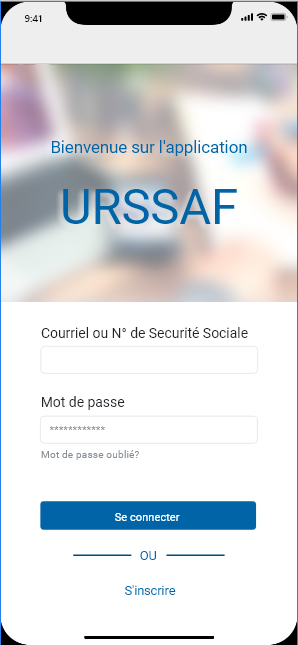 9:41
Bienvenue sur l'application
URSSAF
Courriel ou N° de Securité Sociale
Mot de passe
************
Mot de passe oublié?
Se connecter
OU
S'inscrire